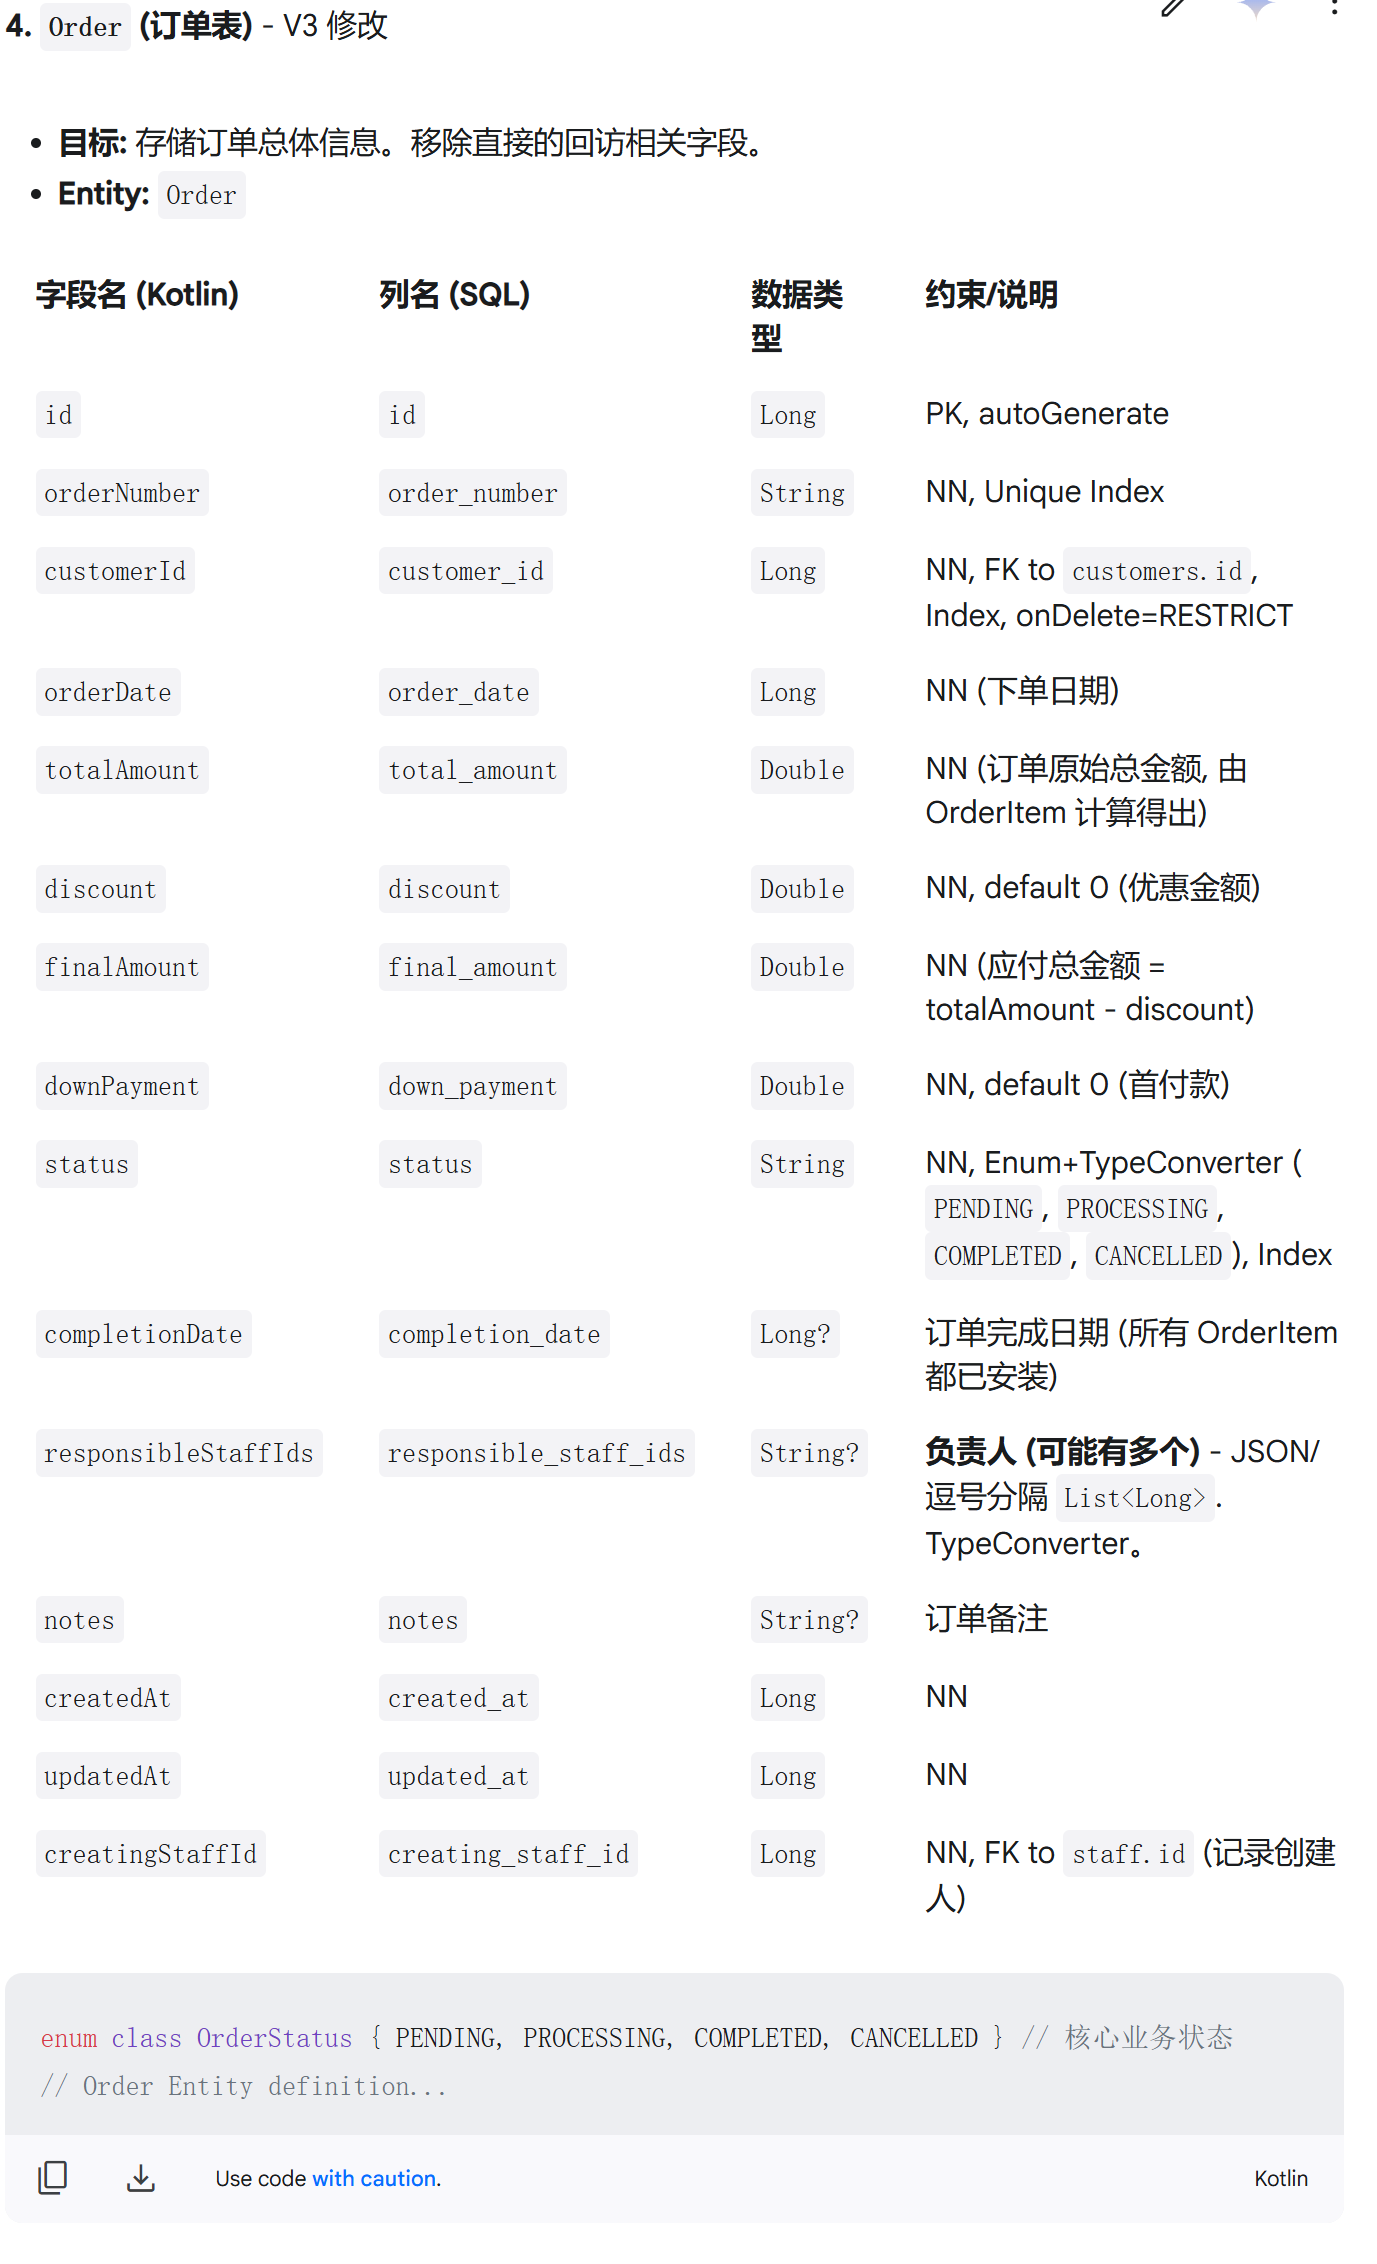 4. Order (订单表) - V3 修改
• 目标: 存储订单总体信息。移除直接的回访相关字段。
• Entity: Order
字段名 (Kotlin) 列名 (SQL) 数据类型 约束/说明
id id Long PK, autoGenerate
orderNumber order_number String NN, Unique Index
customerId customer_id Long NN, FK to customers.id,
Index, onDelete=RESTRICT
orderDate order_date Long NN (下单日期)
totalAmount total_amount Double NN (订单原始总金额, 由
OrderItem 计算得出)
discount discount Double NN, default 0 (优惠金额)
finalAmount final_amount Double NN (应付总金额 =
totalAmount - discount)
downPayment down_payment Double NN, default 0 (首付款)
status status String NN, Enum+TypeConverter (
PENDING, PROCESSING,
COMPLETED, CANCELLED), Index
completionDate completion_date Long? 订单完成日期 (所有 OrderItem
都已安装)
responsibleStaffIds responsible_staff_ids String? 负责人 (可能有多个) - JSON/
逗号分隔 List<Long>.
TypeConverter。
notes notes String? 订单备注
createdAt created_at Long NN
updatedAt updated_at Long NN
creatingStaffId creating_staff_id Long NN, FK to staff.id (记录创建
人)
enum class OrderStatus { PENDING, PROCESSING, COMPLETED, CANCELLED } // 核心业务状态
// Order Entity definition...
Use code with caution. Kotlin